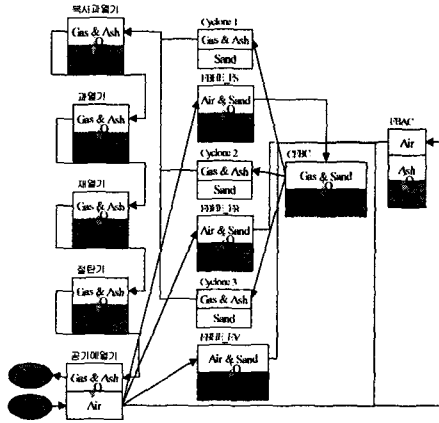 복사과열기
Gas & Ash
Q
과열기
Gas & Ash
Q
재열기
Gas & Ash
Q
절탄기
Gas & Ash
Q
공기예열기
Gas & Ash
Q
Air
Cyclone 1
Gas & Ash
Sand
FBHE_FS
Air & Sand
Q
Cyclone 2
Gas & Ash
Sand
FBHE_FR
Air & Sand
Q
Cyclone 3
Gas & Ash
Sand
FBHE_EV
Air & Sand
Q
CFBC
Gas & Sand
Q
FBAC
Air
Ash
Q